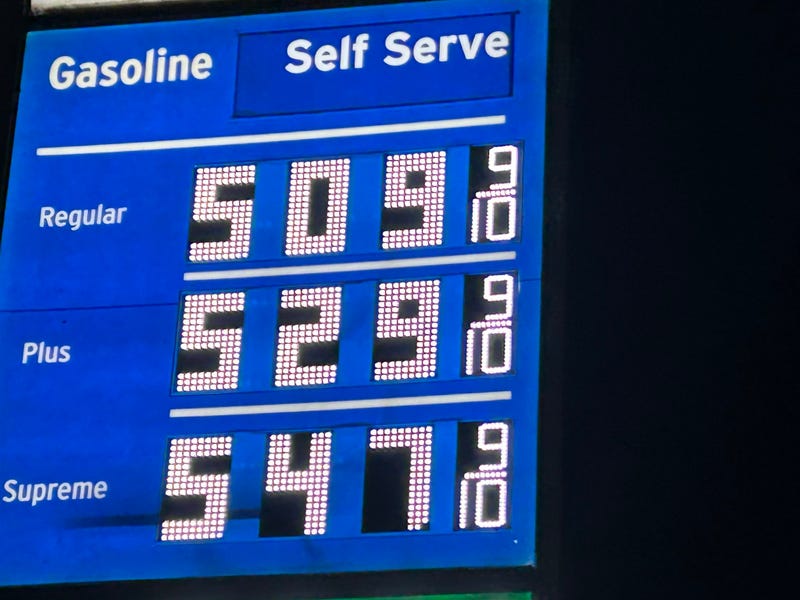 Gasoline Self Serve
Regular 509 9/10
Plus 529 9/10
Supreme 547 9/10